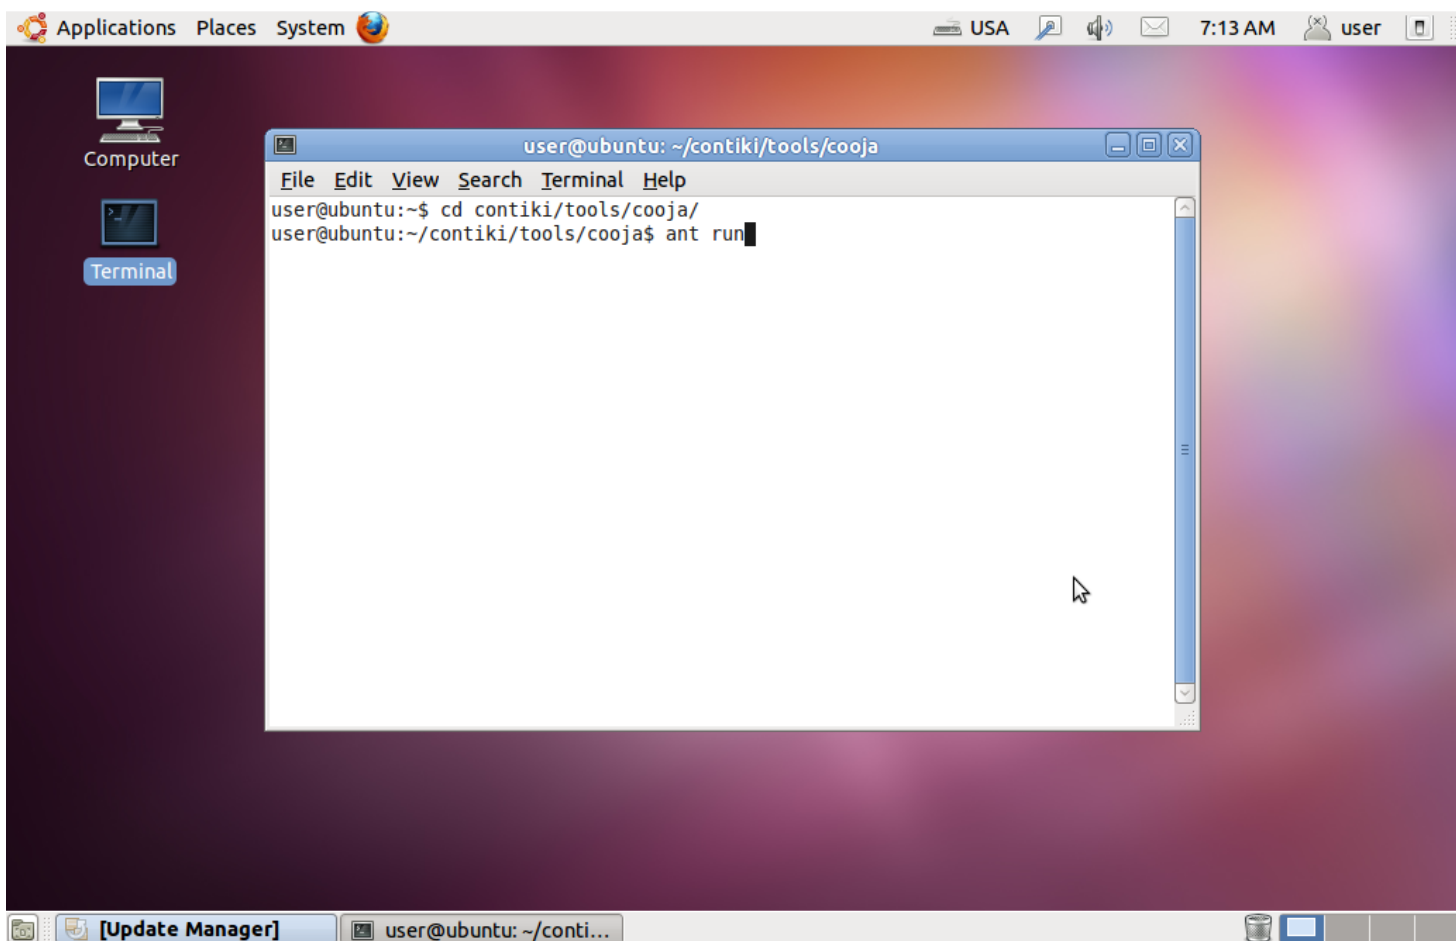 Applications Places System USA 7:13 AM user
Computer
Terminal
user@ubuntu: ~/contiki/tools/cooja
File Edit View Search Terminal Help
user@ubuntu:~$ cd contiki/tools/cooja/
user@ubuntu:~/contiki/tools/cooja$ ant run
[Update Manager] user@ubuntu: ~/conti...